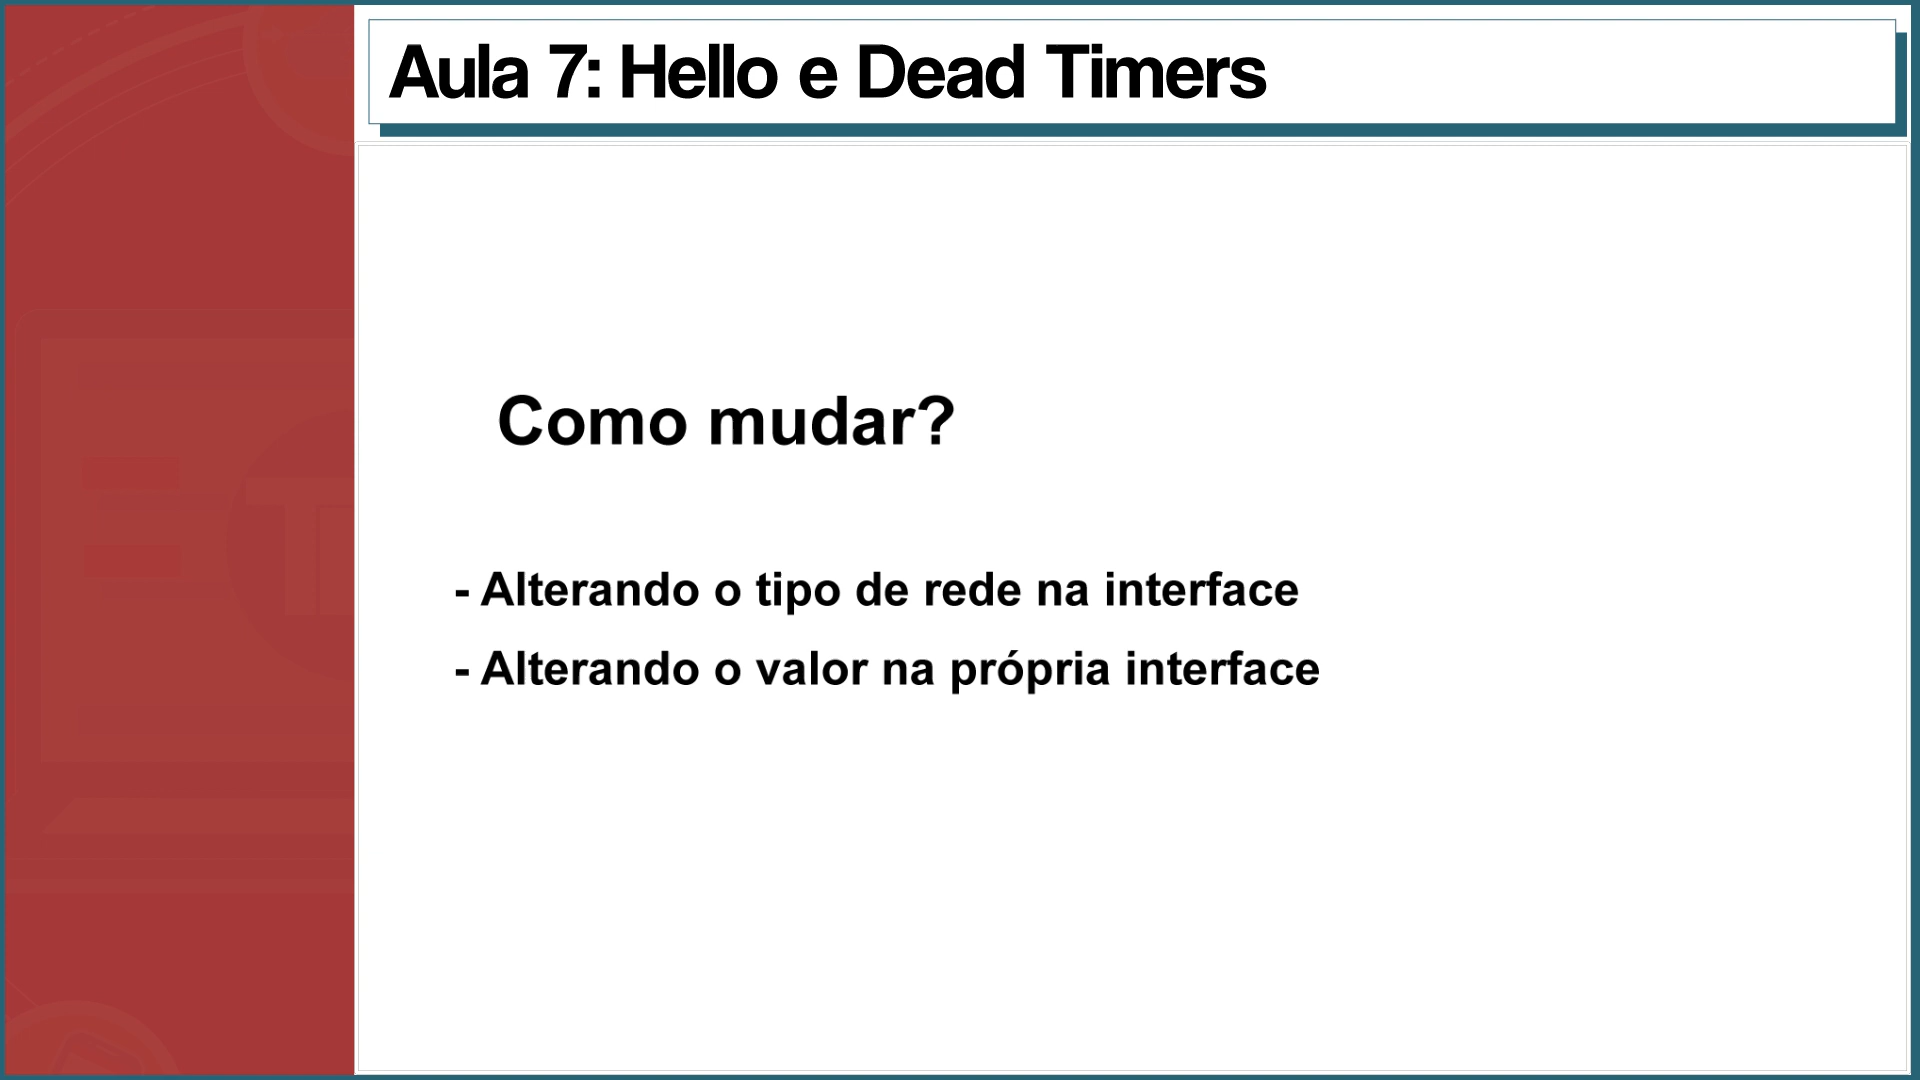 Aula 7: Hello e Dead Timers
Como mudar?
- Alterando o tipo de rede na interface
- Alterando o valor na própria interface